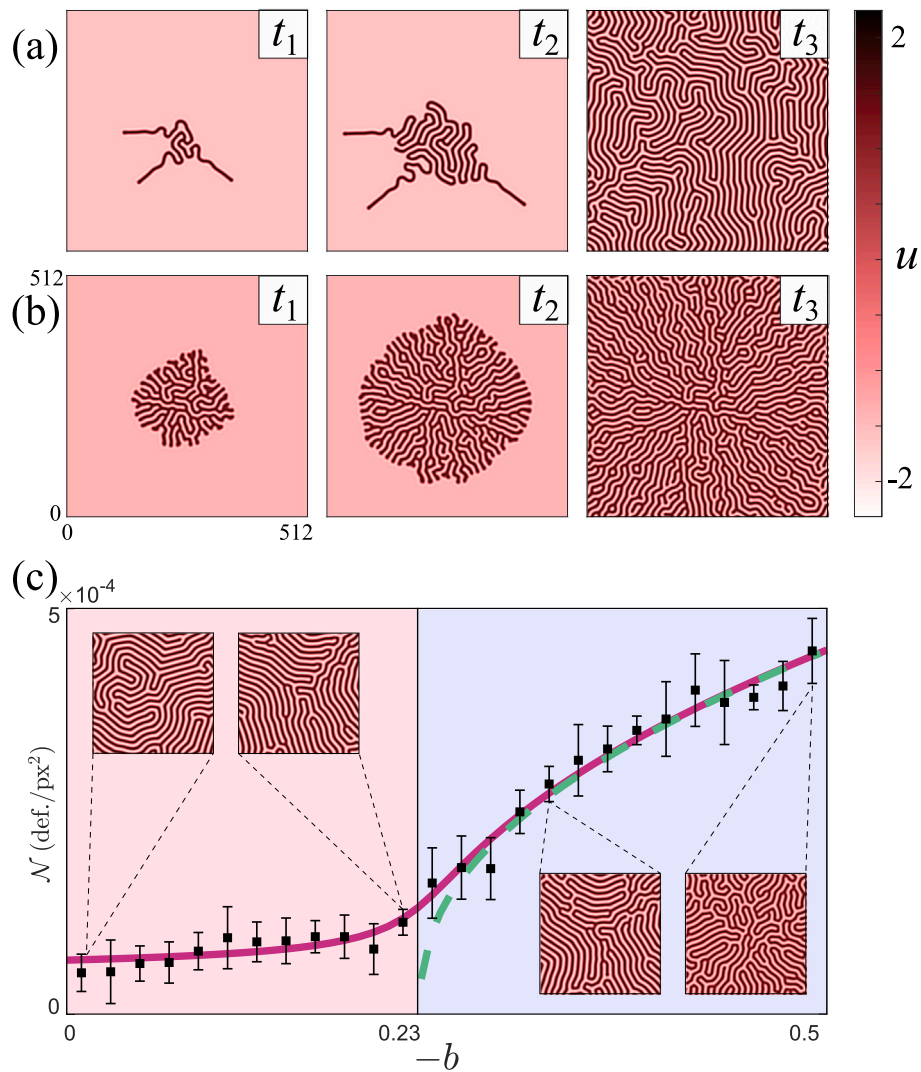 (a)
t₁
t₂
t₃
2
u
-2
(b)
512
t₁
t₂
t₃
0
0
512
(c)
×10⁻⁴
5
𝒩 (def./px²)
0
0
0.23
0.5
−b